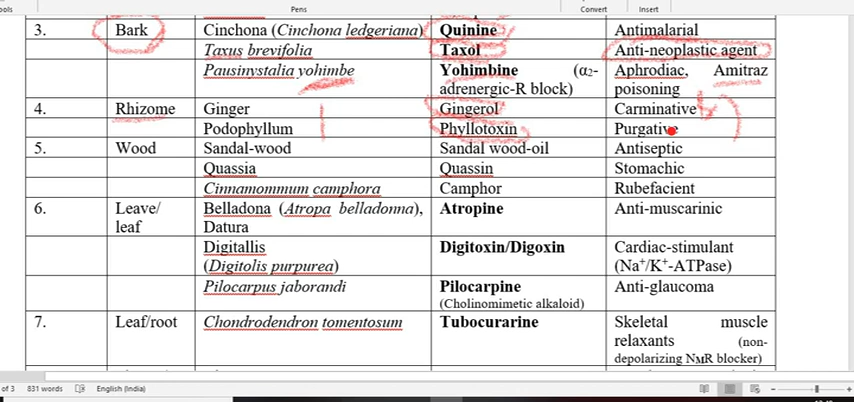 Pens Convert Insert
3. Bark Cinchona (Cinchona ledgeriana) Quinine Antimalarial
Taxus brevifolia Taxol Anti-neoplastic agent
Pausinystalia yohimbe Yohimbine (α₂- Aphrodiac, Amitraz
adrenergic-R block) poisoning
4. Rhizome Ginger Gingerol Carminative
Podophyllum Phyllotoxin Purgative
5. Wood Sandal-wood Sandal wood-oil Antiseptic
Quassia Quassin Stomachic
Cinnamommum camphora Camphor Rubefacient
6. Leave/ Belladona (Atropa belladonna), Atropine Anti-muscarinic
leaf Datura
Digitallis Digitoxin/Digoxin Cardiac-stimulant
(Digitolis purpurea) (Na⁺/K⁺-ATPase)
Pilocarpus jaborandi Pilocarpine Anti-glaucoma
(Cholinomimetic alkaloid)
7. Leaf/root Chondrodendron tomentosum Tubocurarine Skeletal muscle
relaxants (non-
depolarizing NMR blocker)
of 3 831 words English (India)